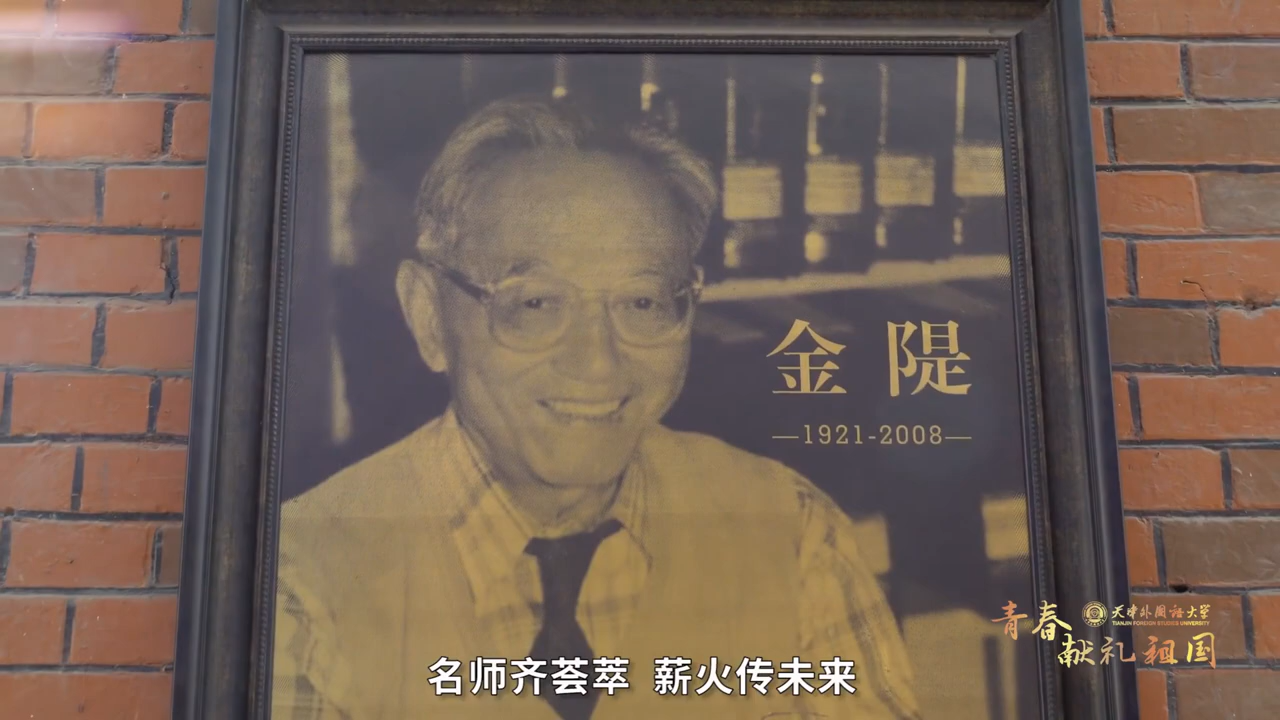 金隄
—1921-2008—
青春
天津外国语大学
TIANJIN FOREIGN STUDIES UNIVERSITY
献礼祖国
名师齐荟萃 薪火传未来